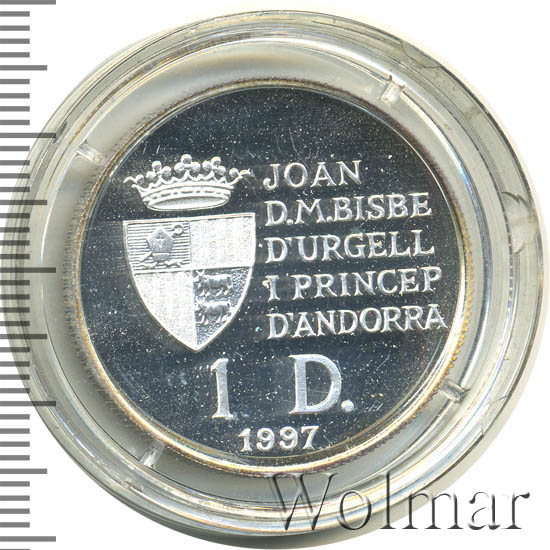 JOAN
D.M.BISBE
D'URGELL
I PRINCEP
D'ANDORRA
1 D.
1997
Wolmar